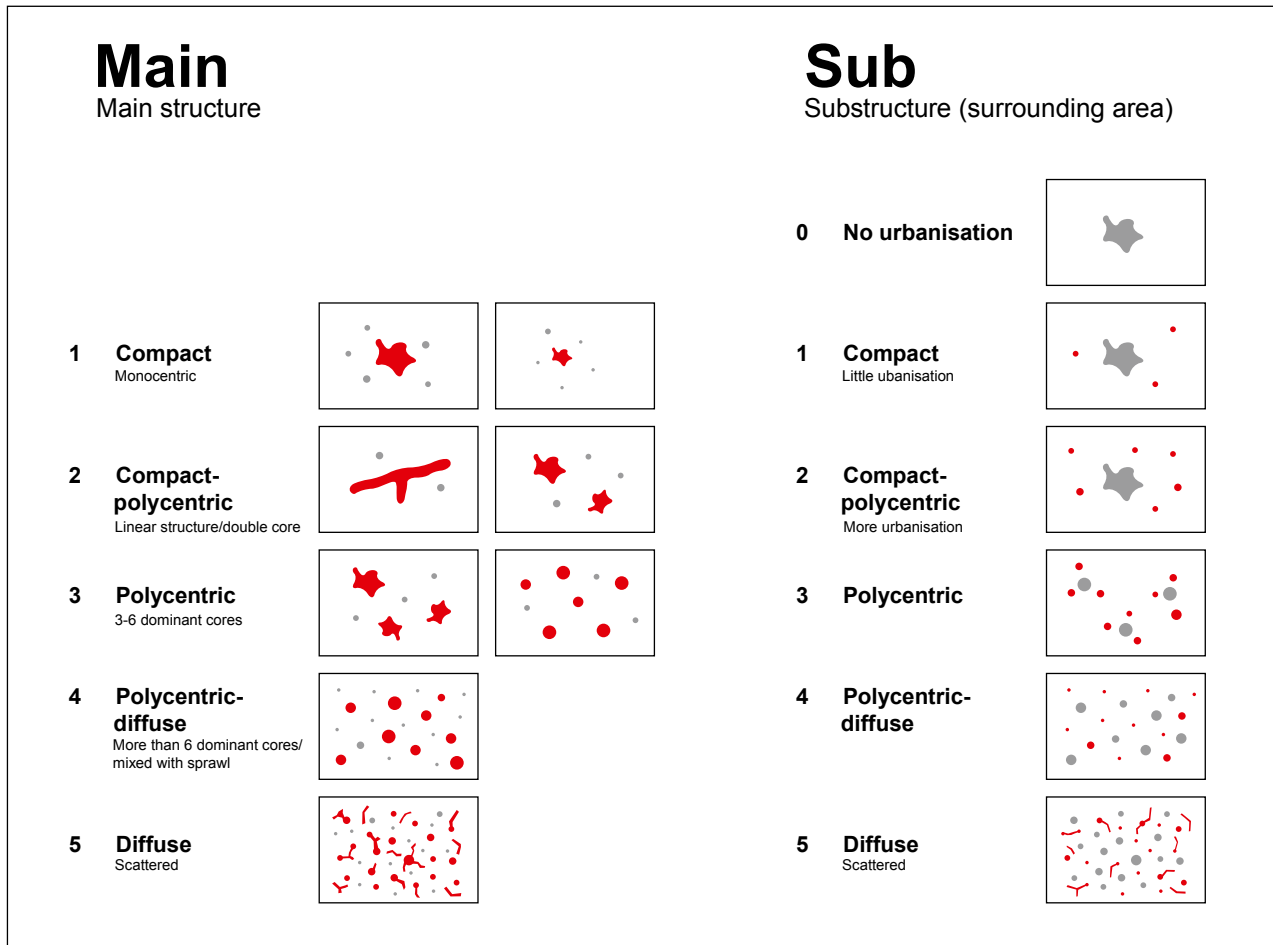 Main
Main structure
1 Compact
Monocentric
2 Compact-
polycentric
Linear structure/double core
3 Polycentric
3-6 dominant cores
4 Polycentric-
diffuse
More than 6 dominant cores/
mixed with sprawl
5 Diffuse
Scattered
Sub
Substructure (surrounding area)
0 No urbanisation
1 Compact
Little ubanisation
2 Compact-
polycentric
More urbanisation
3 Polycentric
4 Polycentric-
diffuse
5 Diffuse
Scattered